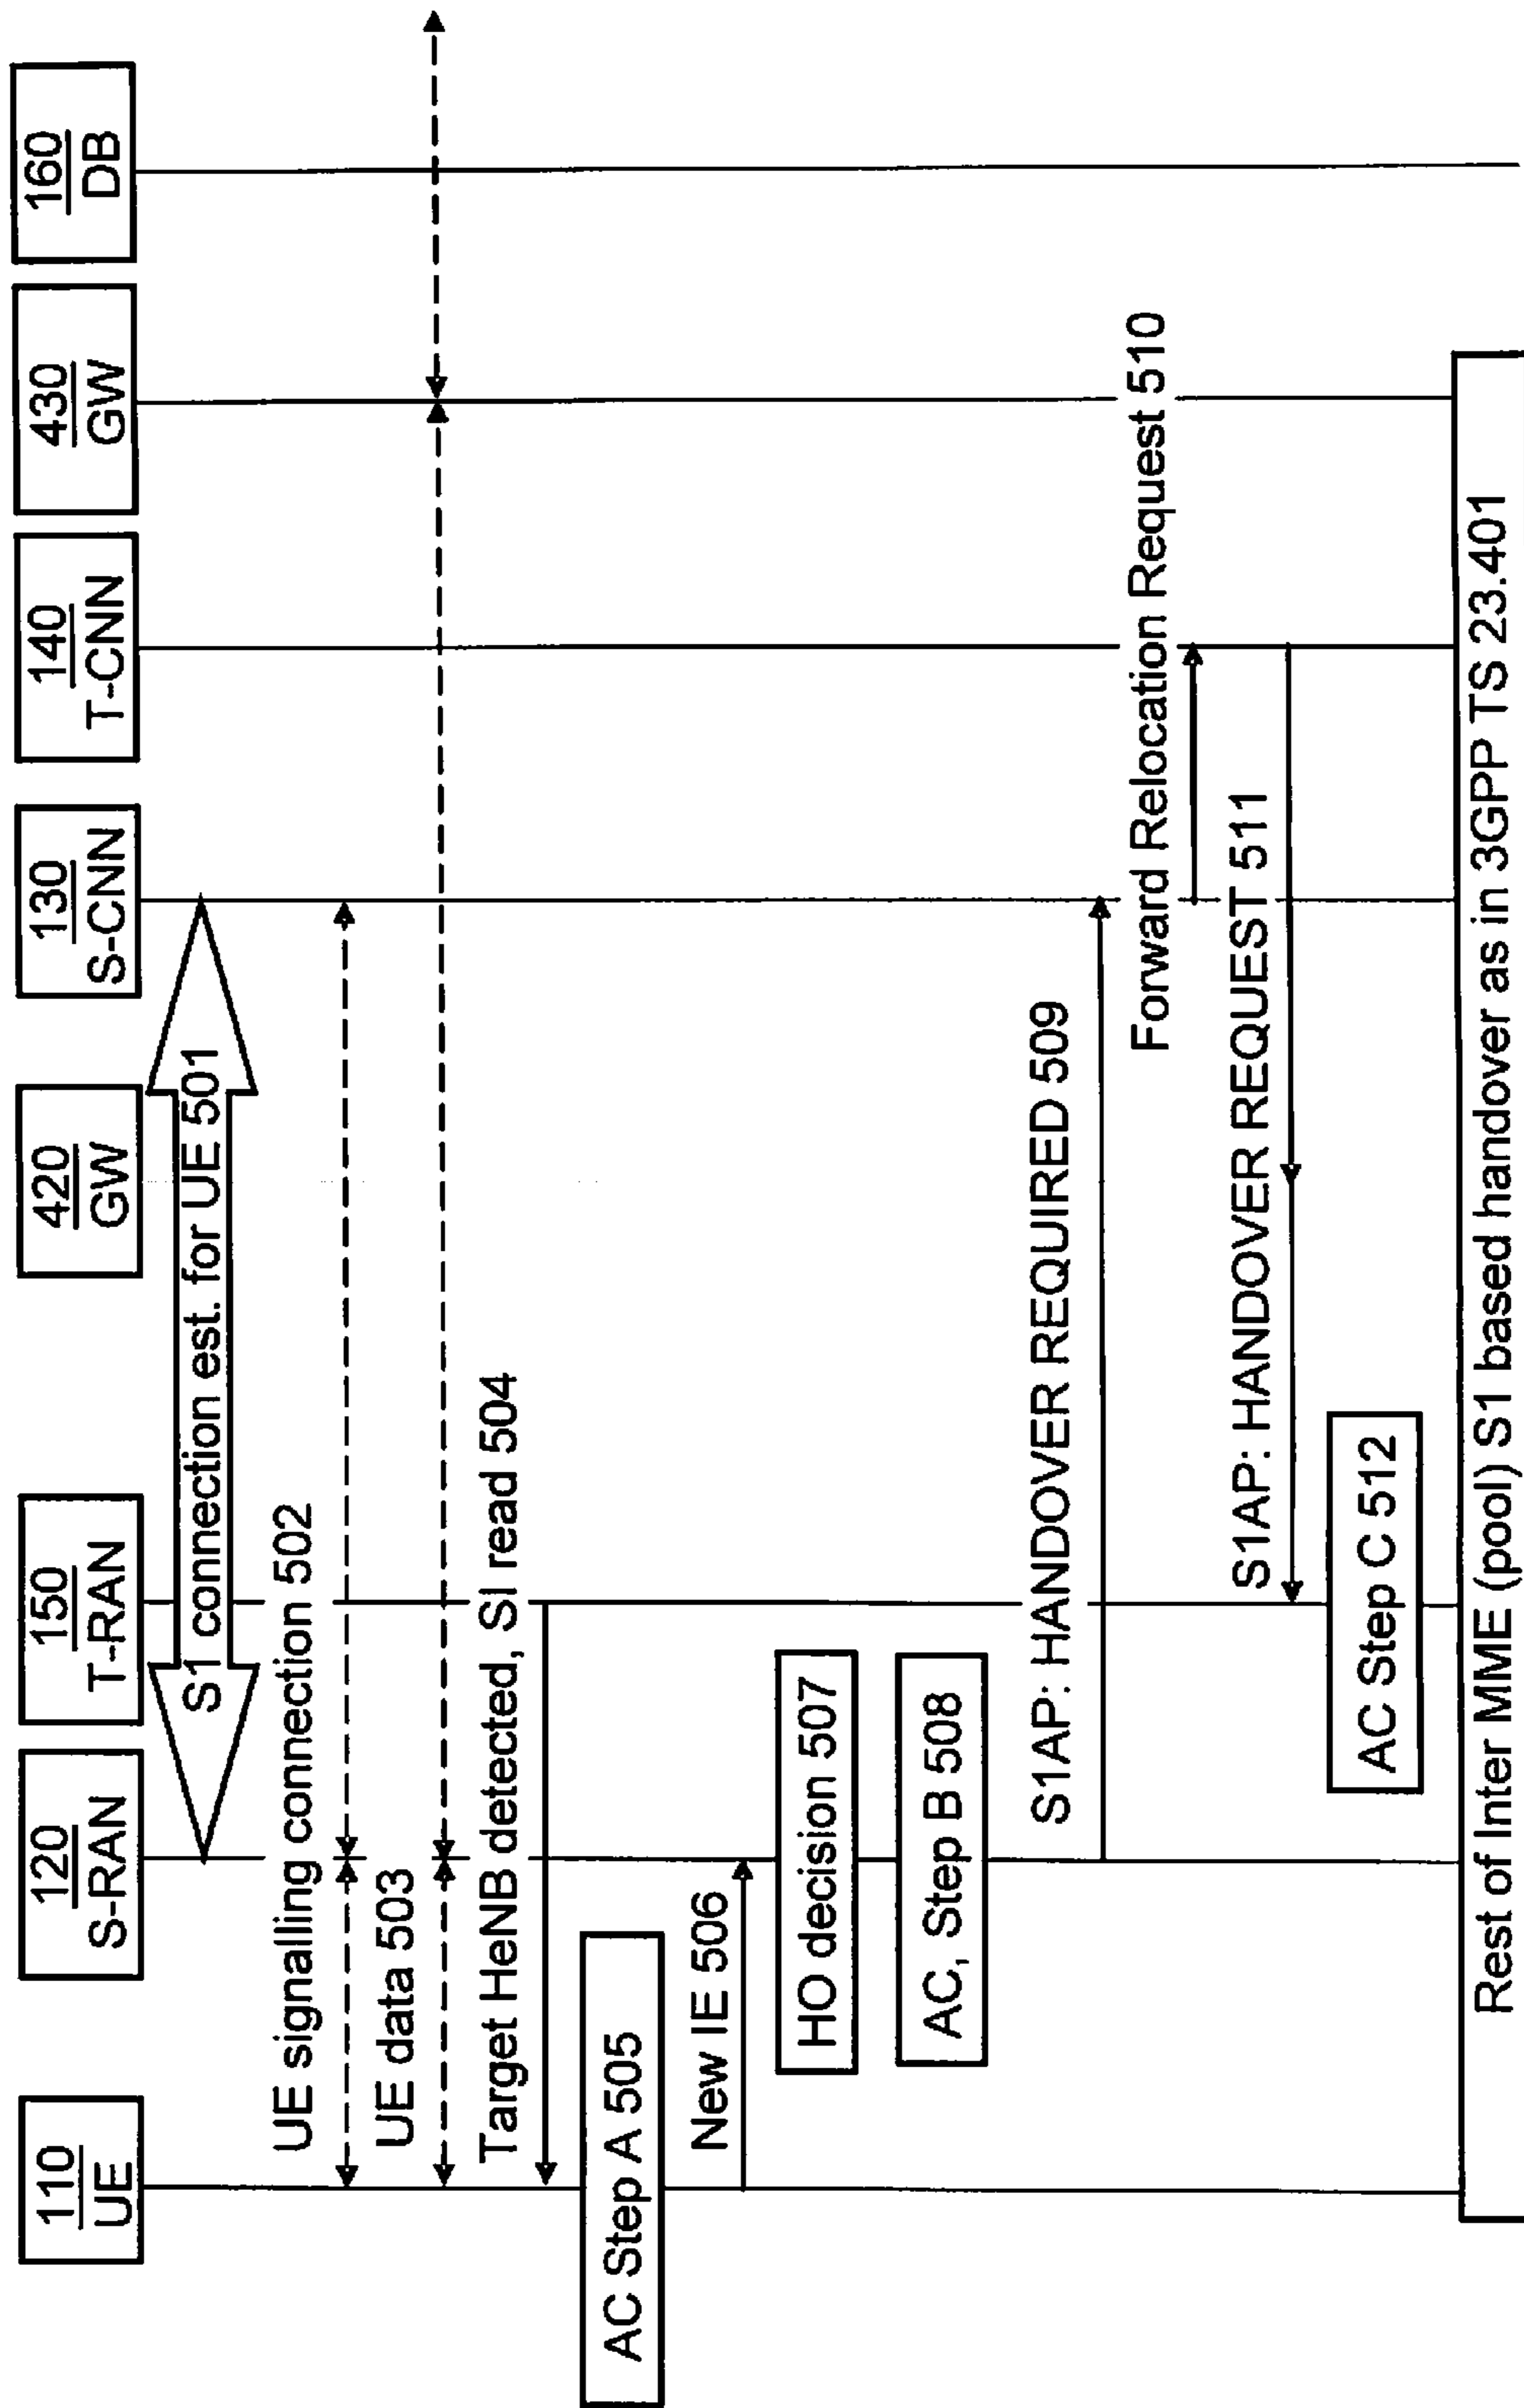 110
UE
120
S-RAN
150
T-RAN
420
GW
130
S-CNN
140
T-CNN
430
GW
160
DB
S1 connection est. for UE 501
UE signalling connection 502
UE data 503
Target HeNB detected, SI read 504
AC Step A 505
New IE 506
HO decision 507
AC, Step B 508
S1AP: HANDOVER REQUIRED 509
Forward Relocation Request 510
S1AP: HANDOVER REQUEST 511
AC Step C 512
Rest of Inter MME (pool) S1 based handover as in 3GPP TS 23.401